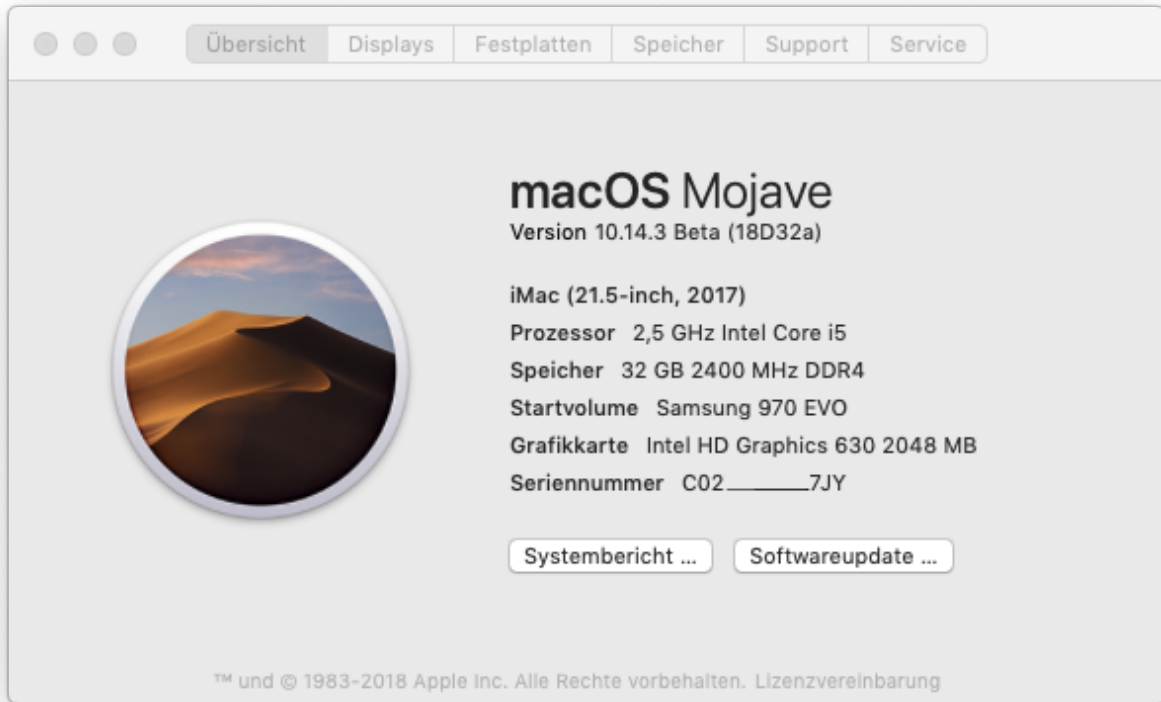 Übersicht Displays Festplatten Speicher Support Service
macOS Mojave
Version 10.14.3 Beta (18D32a)
iMac (21.5-inch, 2017)
Prozessor 2,5 GHz Intel Core i5
Speicher 32 GB 2400 MHz DDR4
Startvolume Samsung 970 EVO
Grafikkarte Intel HD Graphics 630 2048 MB
Seriennummer C02_______7JY
Systembericht ... Softwareupdate ...
™ und © 1983-2018 Apple Inc. Alle Rechte vorbehalten. Lizenzvereinbarung